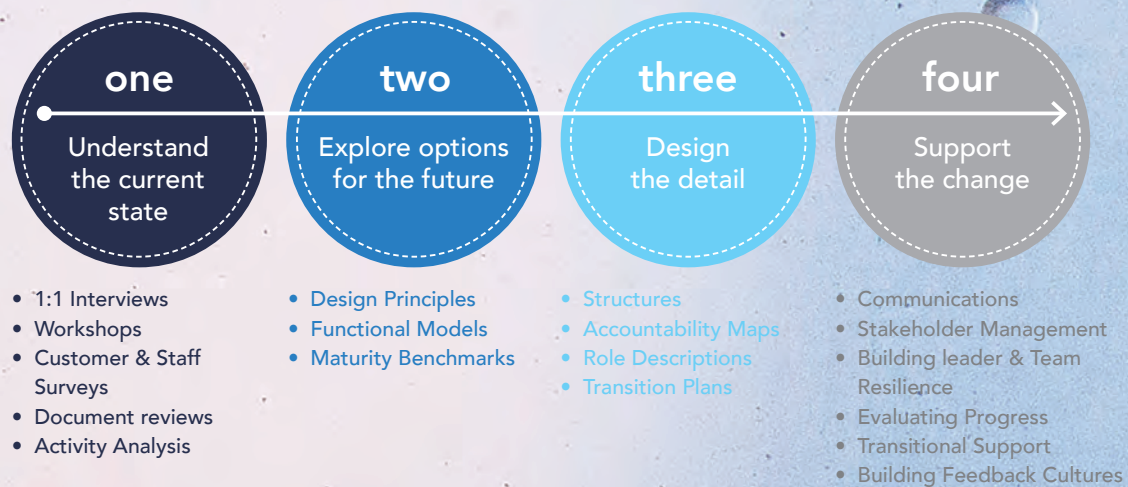 one
Understand
the current
state
• 1:1 Interviews
• Workshops
• Customer & Staff
Surveys
• Document reviews
• Activity Analysis
two
Explore options
for the future
• Design Principles
• Functional Models
• Maturity Benchmarks
three
Design
the detail
• Structures
• Accountability Maps
• Role Descriptions
• Transition Plans
four
Support
the change
• Communications
• Stakeholder Management
• Building leader & Team
Resilience
• Evaluating Progress
• Transitional Support
• Building Feedback Cultures